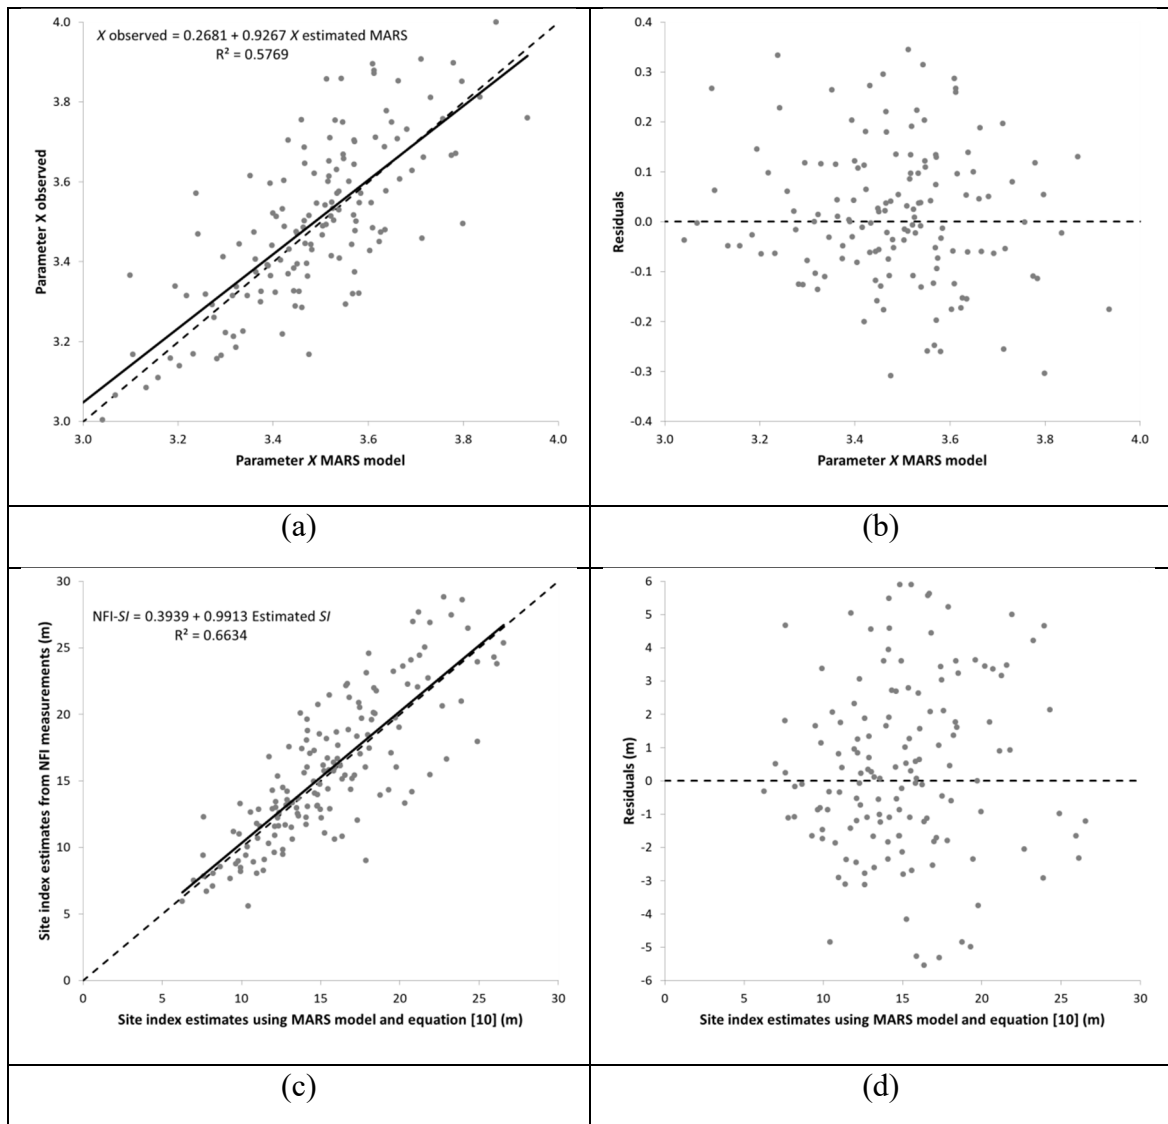 X observed = 0.2681 + 0.9267 X estimated MARS
R² = 0.5769
Parameter X observed
4.0
3.8
3.6
3.4
3.2
3.0
3.0 3.2 3.4 3.6 3.8 4.0
Parameter X MARS model
Residuals
0.4
0.3
0.2
0.1
0.0
-0.1
-0.2
-0.3
-0.4
3.0 3.2 3.4 3.6 3.8 4.0
Parameter X MARS model
(a)
(b)
NFI-SI = 0.3939 + 0.9913 Estimated SI
R² = 0.6634
Site index estimates from NFI measurements (m)
30
25
20
15
10
5
0
0 5 10 15 20 25 30
Site index estimates using MARS model and equation [10] (m)
Residuals (m)
6
5
4
3
2
1
0
-1
-2
-3
-4
-5
-6
0 5 10 15 20 25 30
Site index estimates using MARS model and equation [10] (m)
(c)
(d)